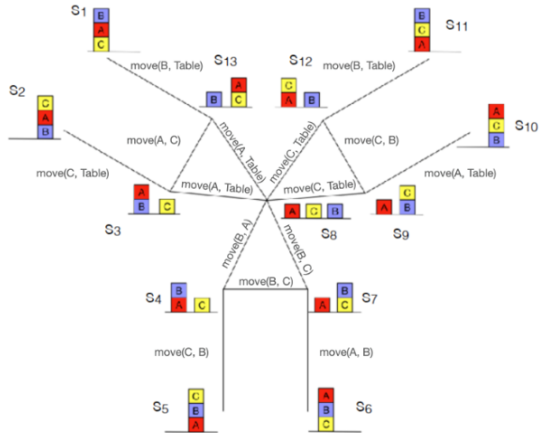 S1
B
A
C
move(B, Table)
S13
A
B C
S12
C
A B
move(B, Table)
B
C
A
S11
S2
C
A
B
move(A, C)
move(A, Table)
move(C, Table)
move(C, B)
A
C
B
S10
move(C, Table)
move(A, Table)
move(C, Table)
move(A, Table)
A
B C
S3
A C B
S8
C
A B
S9
move(B, A)
move(B, C)
S4
B
A C
move(B, C)
B
A C
S7
move(C, B)
move(A, B)
S5
C
B
A
A
B
C
S6